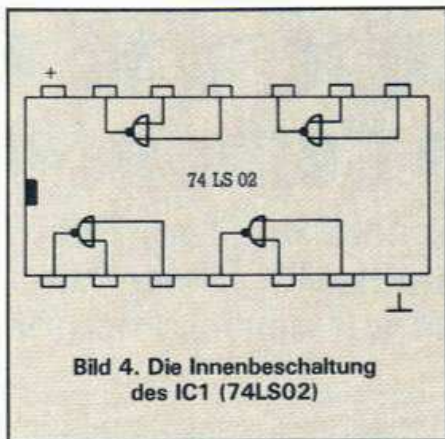 +
74 LS 02
Bild 4. Die Innenbeschaltung
des IC1 (74LS02)